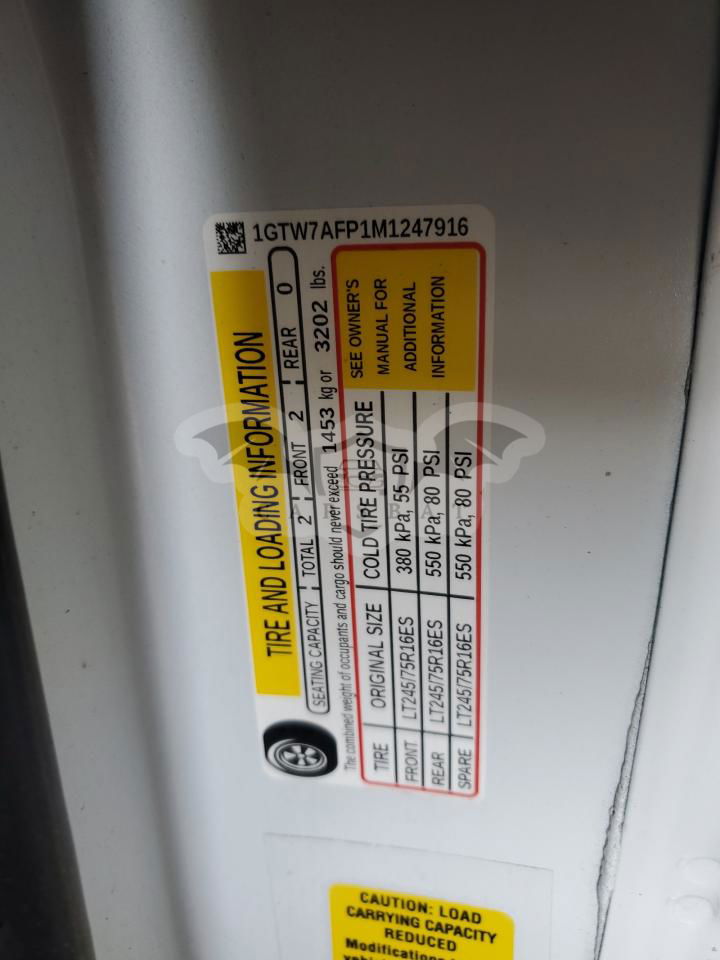 1GTW7AFP1M1247916
TIRE AND LOADING INFORMATION
SEATING CAPACITY TOTAL 2 FRONT 2 REAR 0
The combined weight of occupants and cargo should never exceed 1453 kg or 3202 lbs.
TIRE ORIGINAL SIZE COLD TIRE PRESSURE
FRONT LT245/75R16ES 380 kPa, 55 PSI
REAR LT245/75R16ES 550 kPa, 80 PSI
SPARE LT245/75R16ES 550 kPa, 80 PSI
SEE OWNER'S
MANUAL FOR
ADDITIONAL
INFORMATION
CAUTION: LOAD
CARRYING CAPACITY
REDUCED
Modifications